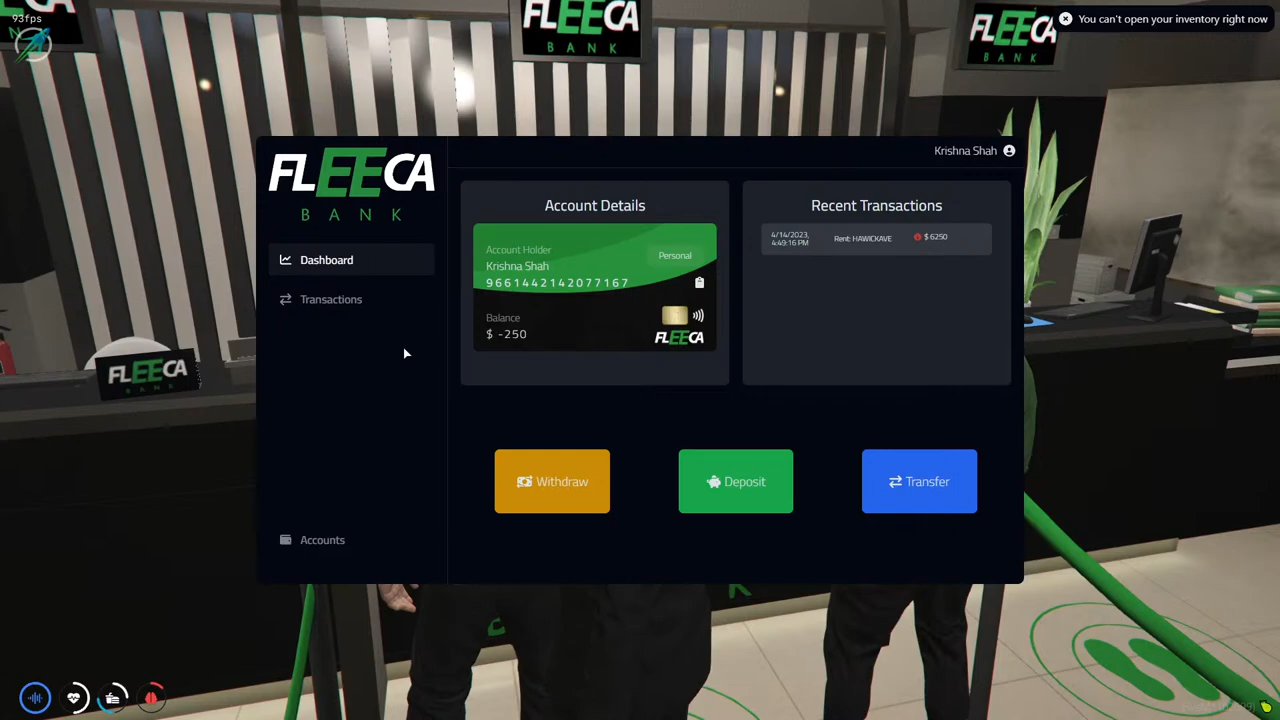 93fps
FLEECA
BANK
FLEECA
BANK
You can't open your inventory right now
FLEECA
BANK
Krishna Shah
Dashboard
Transactions
Accounts
Account Details
Account Holder
Krishna Shah
Personal
9661442142077167
Balance
$ -250
FLEECA
Recent Transactions
4/14/2023,
4:49:16 PM
Rent: HAWICKAVE
$ 6250
Withdraw
Deposit
Transfer
FLEECA